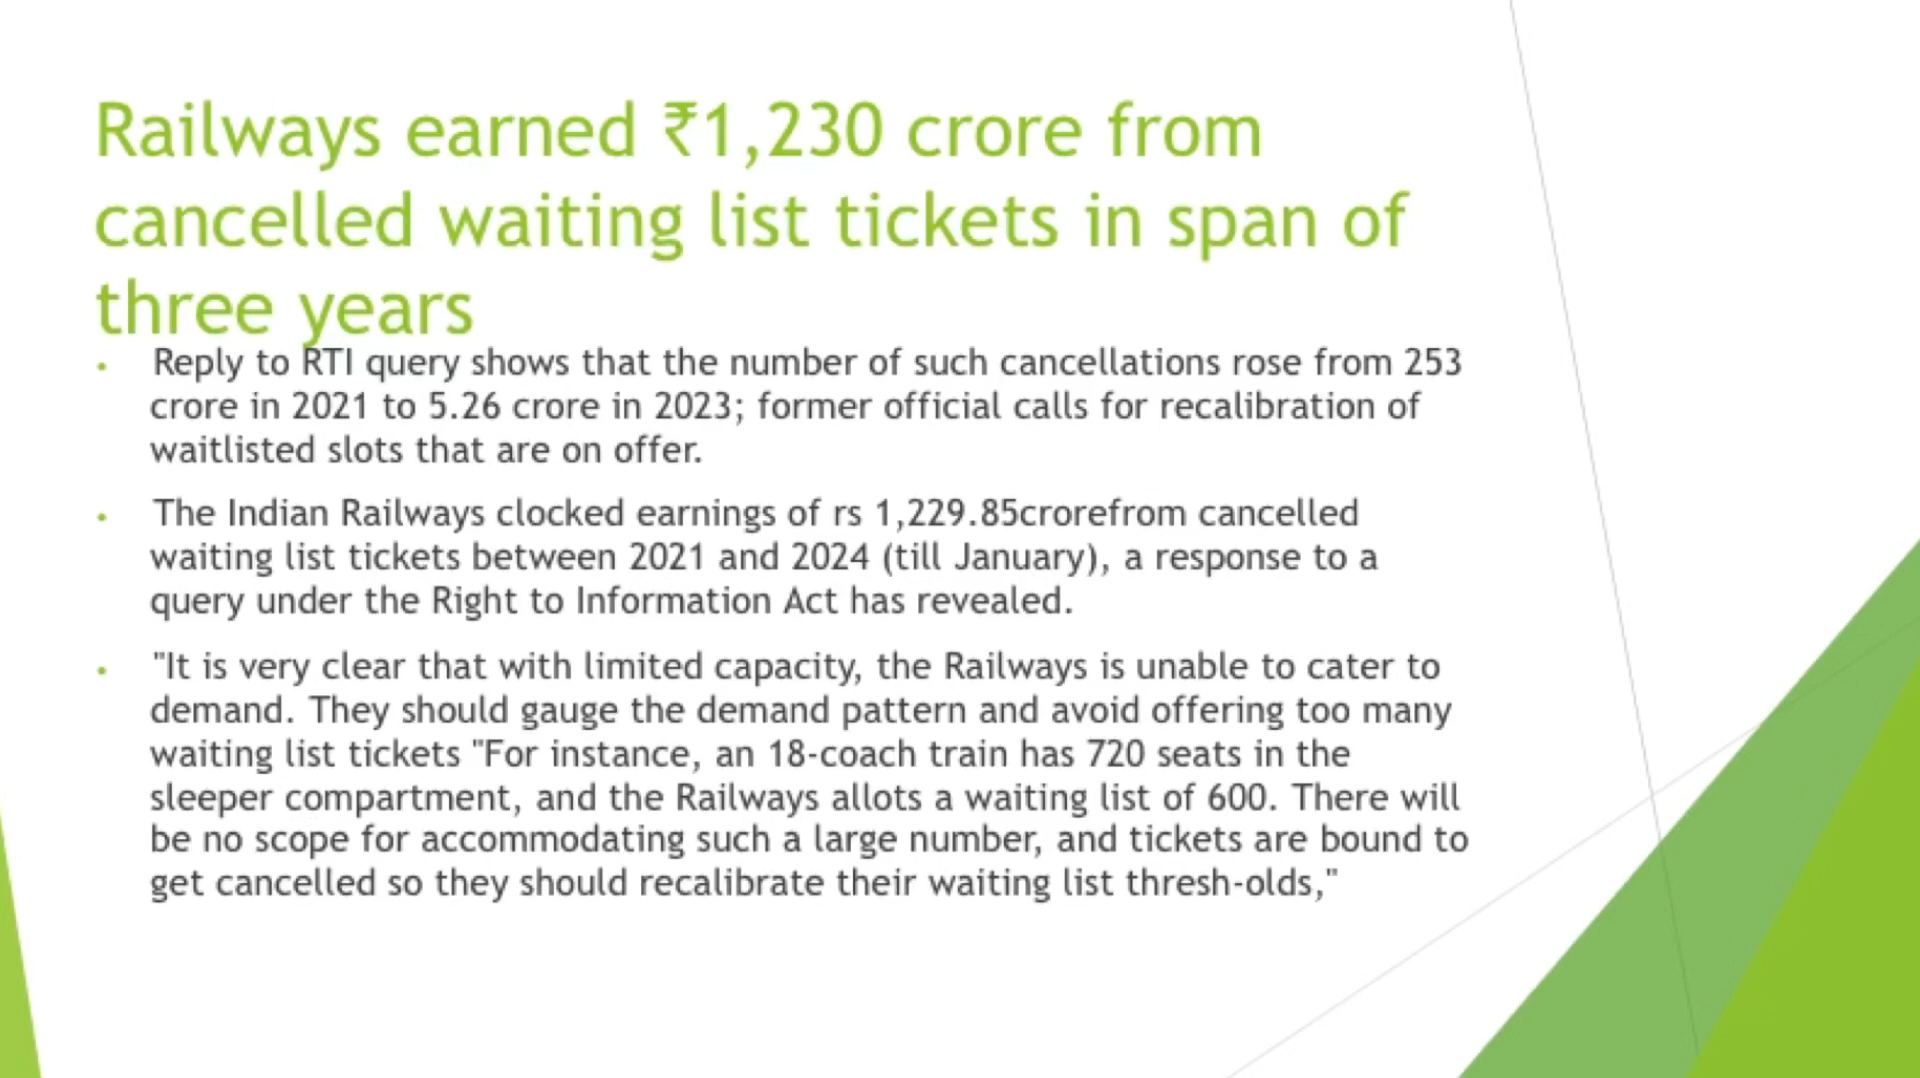 Railways earned ₹1,230 crore from
cancelled waiting list tickets in span of
three years
• Reply to RTI query shows that the number of such cancellations rose from 253
crore in 2021 to 5.26 crore in 2023; former official calls for recalibration of
waitlisted slots that are on offer.
• The Indian Railways clocked earnings of rs 1,229.85crorefrom cancelled
waiting list tickets between 2021 and 2024 (till January), a response to a
query under the Right to Information Act has revealed.
• "It is very clear that with limited capacity, the Railways is unable to cater to
demand. They should gauge the demand pattern and avoid offering too many
waiting list tickets "For instance, an 18-coach train has 720 seats in the
sleeper compartment, and the Railways allots a waiting list of 600. There will
be no scope for accommodating such a large number, and tickets are bound to
get cancelled so they should recalibrate their waiting list thresh-olds,"